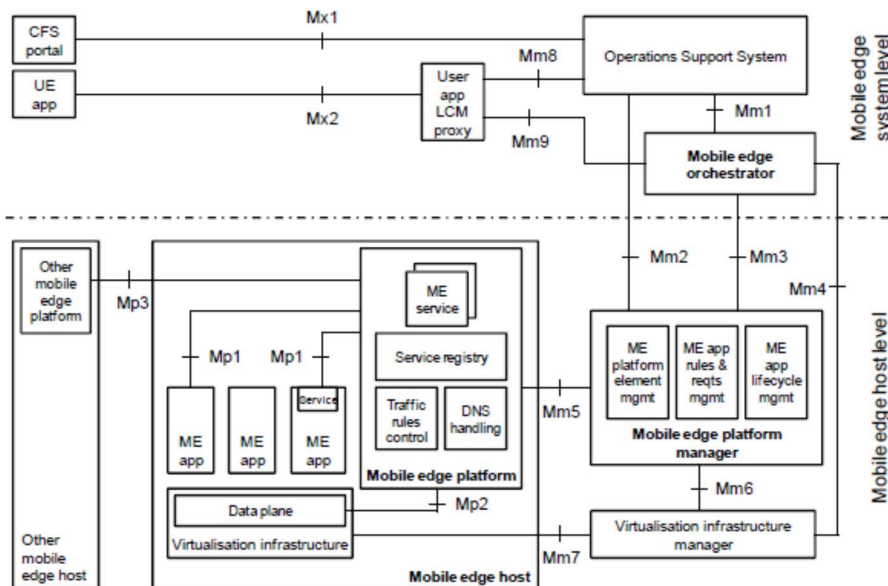 CFS
portal
Mx1
Operations Support System
Mm8
UE
app
Mx2
User
app
LCM
proxy
Mm9
Mm1
Mobile edge
orchestrator
Mobile edge
system level
Other
mobile
edge
platform
Mp3
ME
service
Mm2
Mm3
Mm4
Mp1
Mp1
Service registry
ME
platform
element
mgmt
ME app
rules &
reqts
mgmt
ME
app
lifecycle
mgmt
Mm5
Service
ME
app
ME
app
ME
app
Traffic
rules
control
DNS
handling
Mobile edge platform
Mobile edge platform
manager
Mp2
Mm6
Data plane
Virtualisation infrastructure
Mm7
Virtualisation infrastructure
manager
Other
mobile
edge host
Mobile edge host
Mobile edge host level